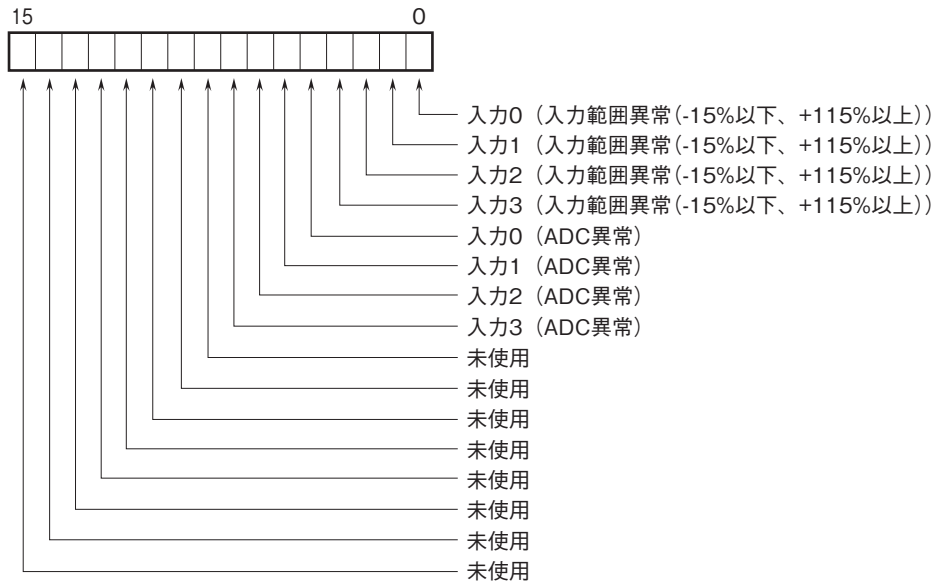 15 0
入力0（入力範囲異常(-15%以下、+115%以上)）
入力1（入力範囲異常(-15%以下、+115%以上)）
入力2（入力範囲異常(-15%以下、+115%以上)）
入力3（入力範囲異常(-15%以下、+115%以上)）
入力0（ADC異常）
入力1（ADC異常）
入力2（ADC異常）
入力3（ADC異常）
未使用
未使用
未使用
未使用
未使用
未使用
未使用
未使用